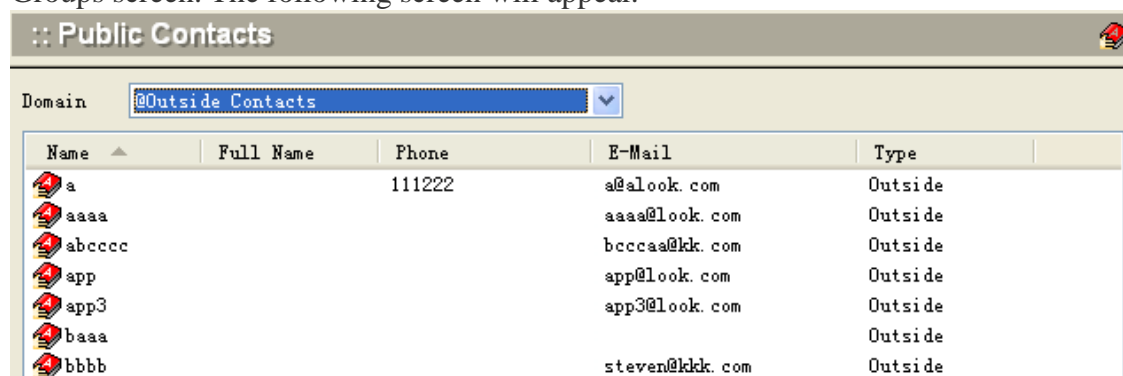 Groups screen. The following screen will appear.
:: Public Contacts
Domain @Outside Contacts
Name Full Name Phone E-Mail Type
a 111222 a@alook.com Outside
aaaa aaaa@look.com Outside
abcccc bcccaa@kk.com Outside
app app@look.com Outside
app3 app3@look.com Outside
baaa Outside
bbbb steven@kkk.com Outside